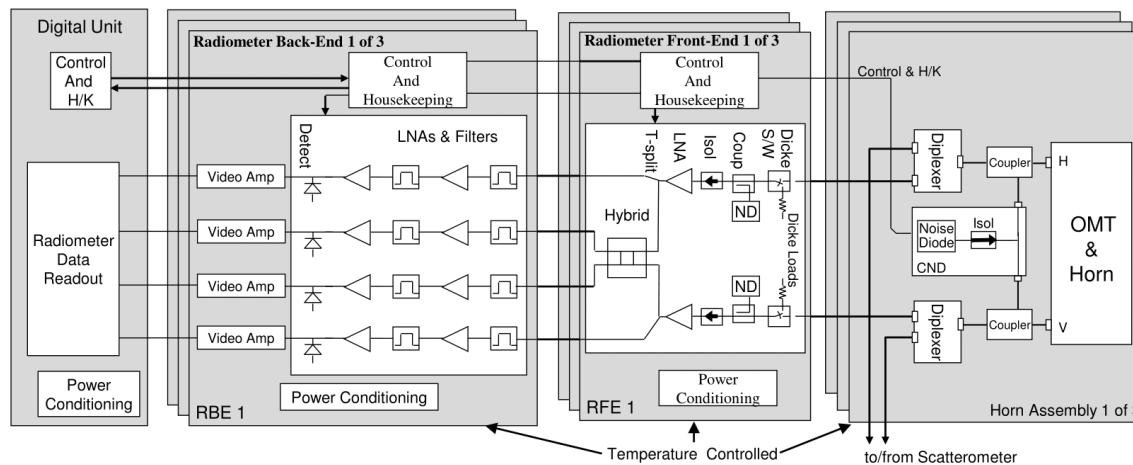 Digital Unit
Control
And
H/K
Radiometer
Data
Readout
Power
Conditioning
Radiometer Back-End 1 of 3
Control
And
Housekeeping
Detect
LNAs & Filters
Video Amp
Video Amp
Video Amp
Video Amp
Power Conditioning
RBE 1
Radiometer Front-End 1 of 3
Control
And
Housekeeping
T-split
LNA
Isol
Coup
Dicke
S/W
ND
Hybrid
Dicke Loads
ND
Power
Conditioning
RFE 1
Control & H/K
Diplexer
Coupler
H
Noise
Diode
Isol
CND
OMT
&
Horn
Diplexer
Coupler
V
Horn Assembly 1 of
Temperature Controlled
to/from Scatterometer